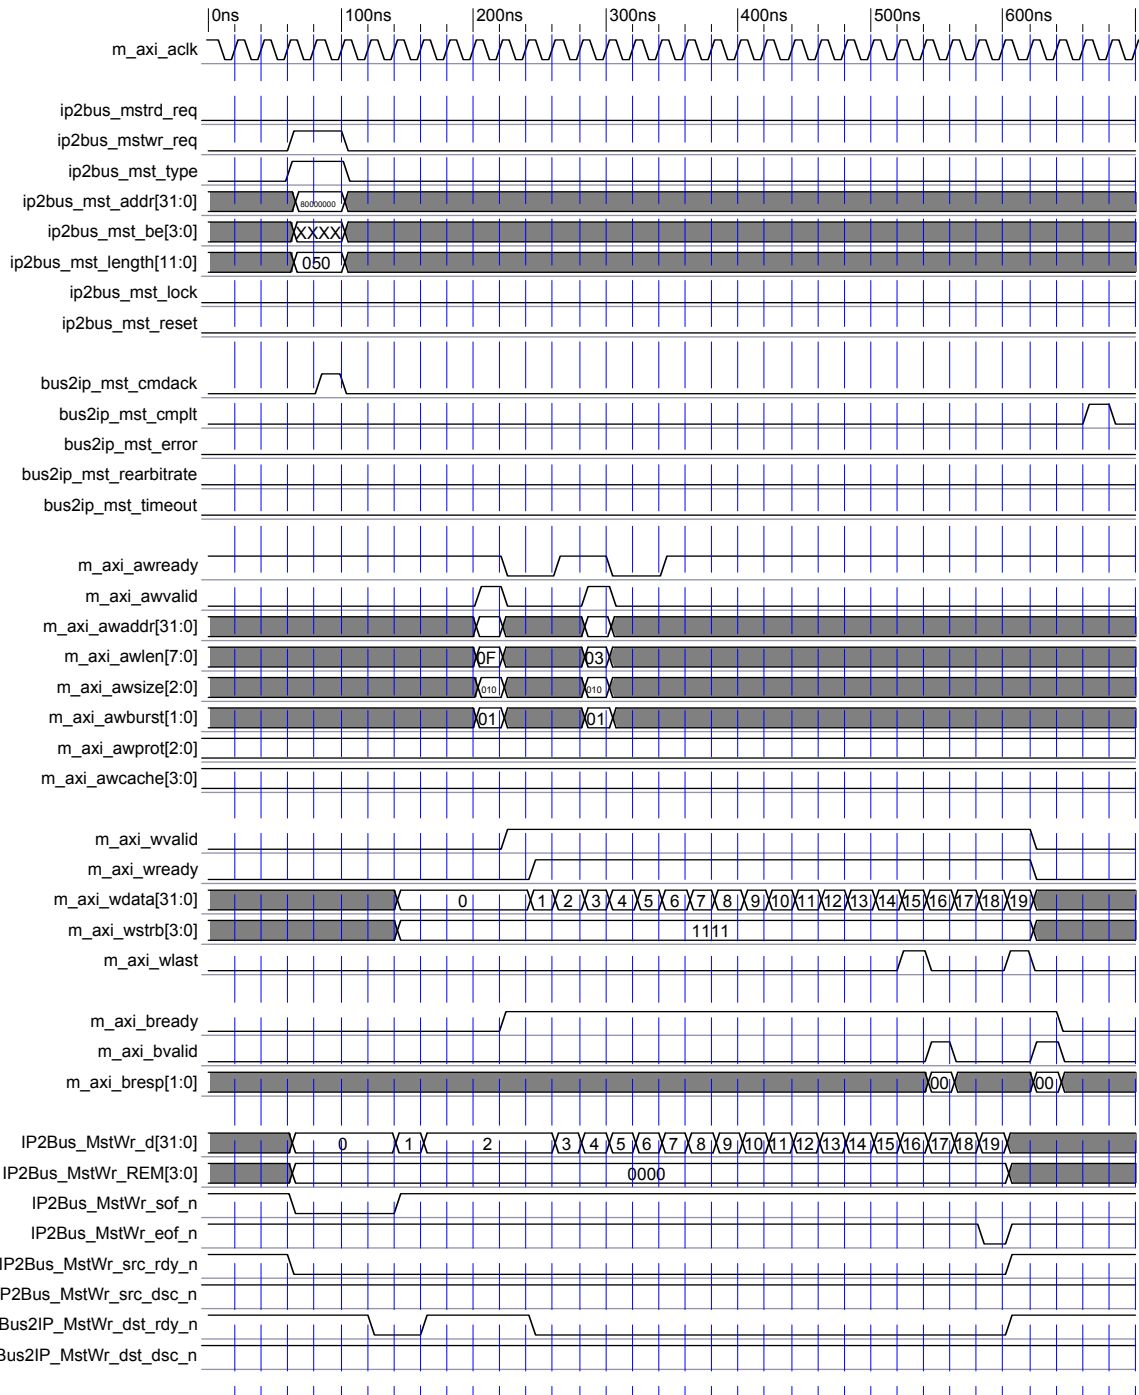 0ns 100ns 200ns 300ns 400ns 500ns 600ns
m_axi_aclk
ip2bus_mstrd_req
ip2bus_mstwr_req
ip2bus_mst_type
ip2bus_mst_addr[31:0] 80000000
ip2bus_mst_be[3:0] XXXX
ip2bus_mst_length[11:0] 050
ip2bus_mst_lock
ip2bus_mst_reset
bus2ip_mst_cmdack
bus2ip_mst_cmplt
bus2ip_mst_error
bus2ip_mst_rearbitrate
bus2ip_mst_timeout
m_axi_awready
m_axi_awvalid
m_axi_awaddr[31:0]
m_axi_awlen[7:0] 0F 03
m_axi_awsize[2:0] 010 010
m_axi_awburst[1:0] 01 01
m_axi_awprot[2:0]
m_axi_awcache[3:0]
m_axi_wvalid
m_axi_wready
m_axi_wdata[31:0] 0 1 2 3 4 5 6 7 8 9 10 11 12 13 14 15 16 17 18 19
m_axi_wstrb[3:0] 1111
m_axi_wlast
m_axi_bready
m_axi_bvalid
m_axi_bresp[1:0] 00 00
IP2Bus_MstWr_d[31:0] 0 1 2 3 4 5 6 7 8 9 10 11 12 13 14 15 16 17 18 19
IP2Bus_MstWr_REM[3:0] 0000
IP2Bus_MstWr_sof_n
IP2Bus_MstWr_eof_n
IP2Bus_MstWr_src_rdy_n
P2Bus_MstWr_src_dsc_n
Bus2IP_MstWr_dst_rdy_n
Bus2IP_MstWr_dst_dsc_n